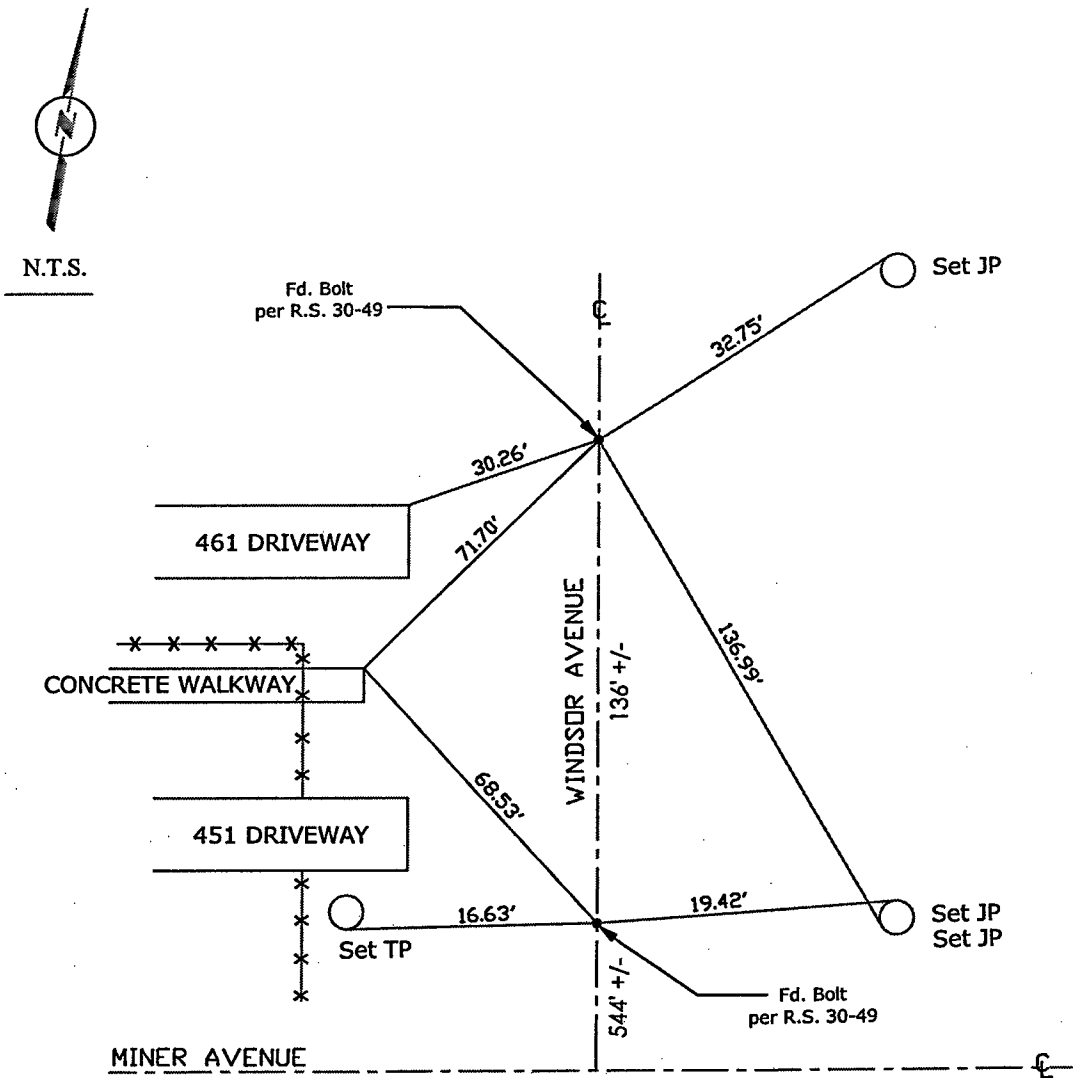 N
N.T.S.
Fd. Bolt
per R.S. 30-49
℄
Set JP
32.75'
30.26'
461 DRIVEWAY
71.70'
WINDSOR AVENUE
136' +/-
136.99'
CONCRETE WALKWAY
68.53'
451 DRIVEWAY
16.63'
19.42'
Set TP
Set JP
Set JP
544' +/-
Fd. Bolt
per R.S. 30-49
MINER AVENUE
℄